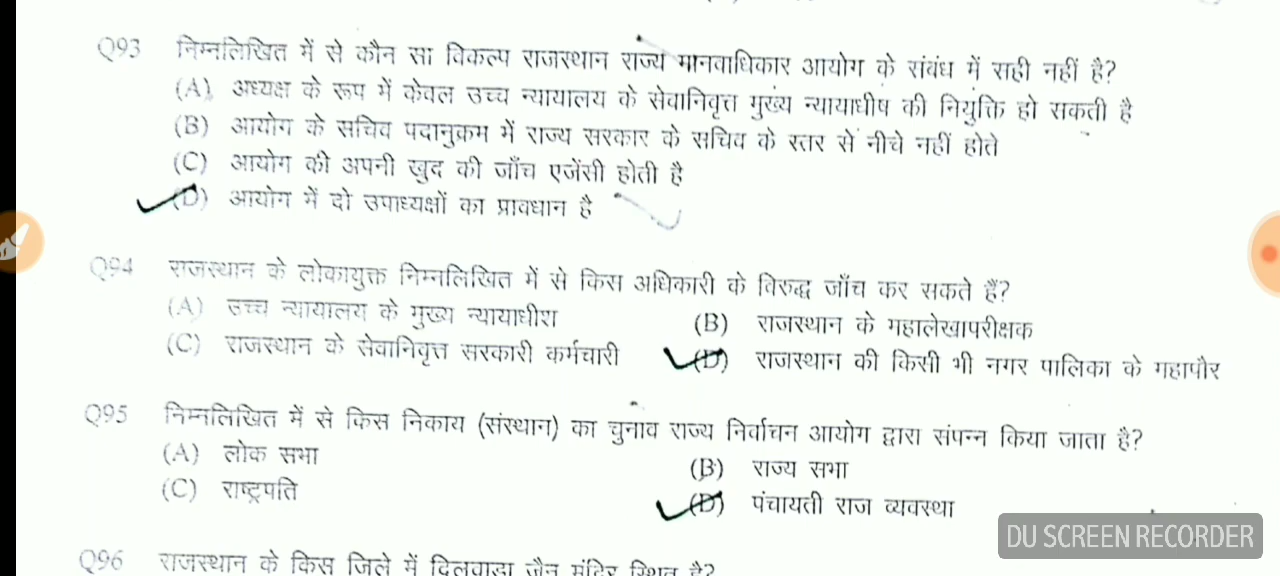 Q93 निम्नलिखित में से कौन सा विकल्प राजस्थान राज्य मानवाधिकार आयोग के संबंध में सही नहीं है?
(A) अध्यक्ष के रूप में केवल उच्च न्यायालय के सेवानिवृत्त मुख्य न्यायाधीष की नियुक्ति हो सकती है
(B) आयोग के सचिव पदानुक्रम में राज्य सरकार के सचिव के स्तर से नीचे नहीं होते
(C) आयोग की अपनी खुद की जाँच एजेंसी होती है
(D) आयोग में दो उपाध्यक्षों का प्रावधान है
Q94 राजस्थान के लोकायुक्त निम्नलिखित में से किस अधिकारी के विरुद्ध जाँच कर सकते हैं?
(A) उच्च न्यायालय के मुख्य न्यायाधीश (B) राजस्थान के महालेखापरीक्षक
(C) राजस्थान के सेवानिवृत्त सरकारी कर्मचारी (D) राजस्थान की किसी भी नगर पालिका के महापौर
Q95 निम्नलिखित में से किस निकाय (संस्थान) का चुनाव राज्य निर्वाचन आयोग द्वारा संपन्न किया जाता है?
(A) लोक सभा (B) राज्य सभा
(C) राष्ट्रपति (D) पंचायती राज व्यवस्था
DU SCREEN RECORDER
Q96 राजस्थान के किस जिले में दिलवाडा जैन मंदिर स्थित है?